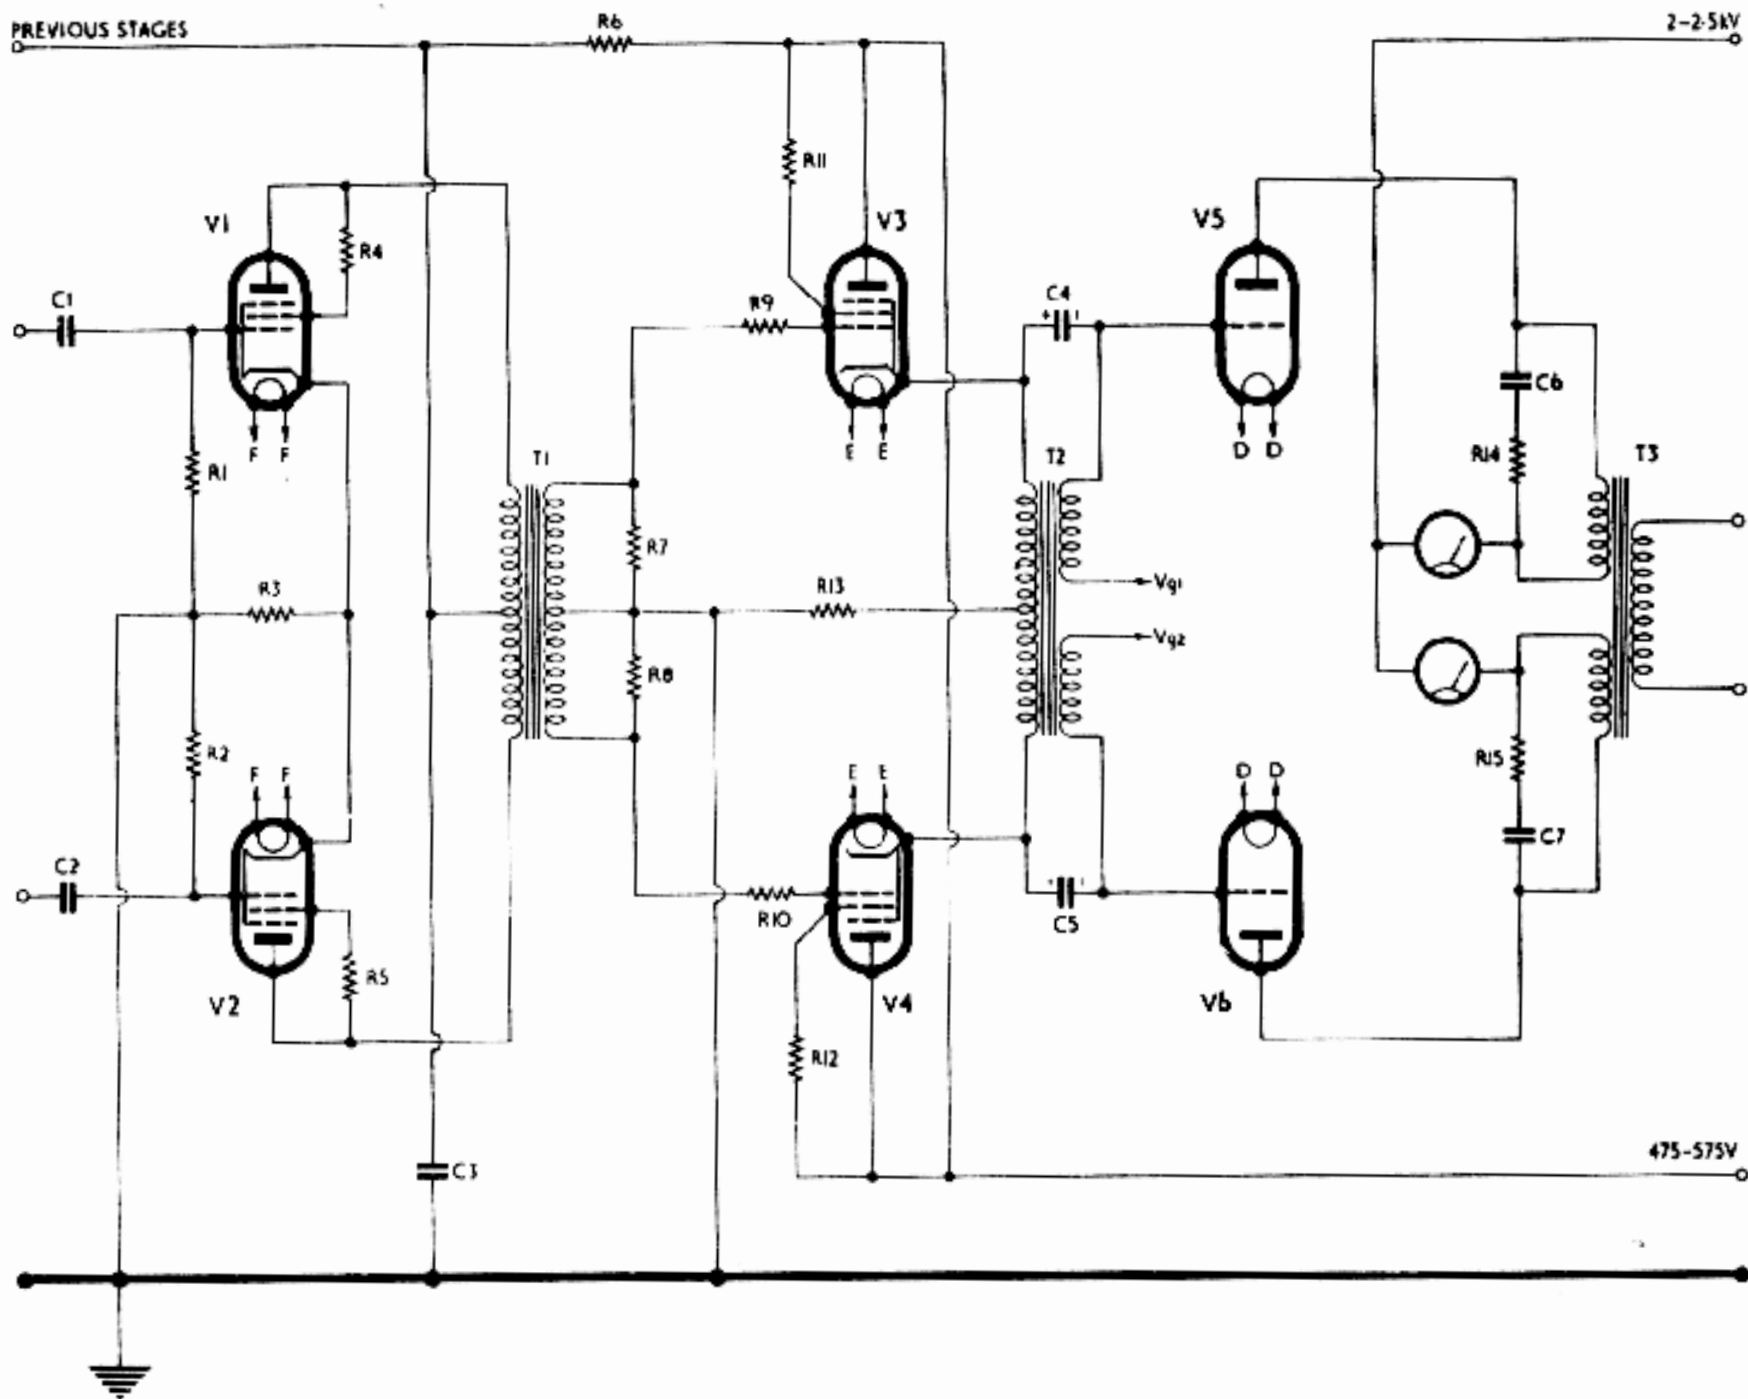 PREVIOUS STAGES
R6
2-2·5kV
R11
V1
V3
V5
R4
C1
R9
C4
+
C6
F F
E E
D D
R1
T1
T2
R14
T3
R7
R3
R13
Vg1
Vg2
R8
R2
R15
F F
E E
D D
C2
C7
R10
C5
+
R5
V2
V4
V6
R12
C3
475-575V